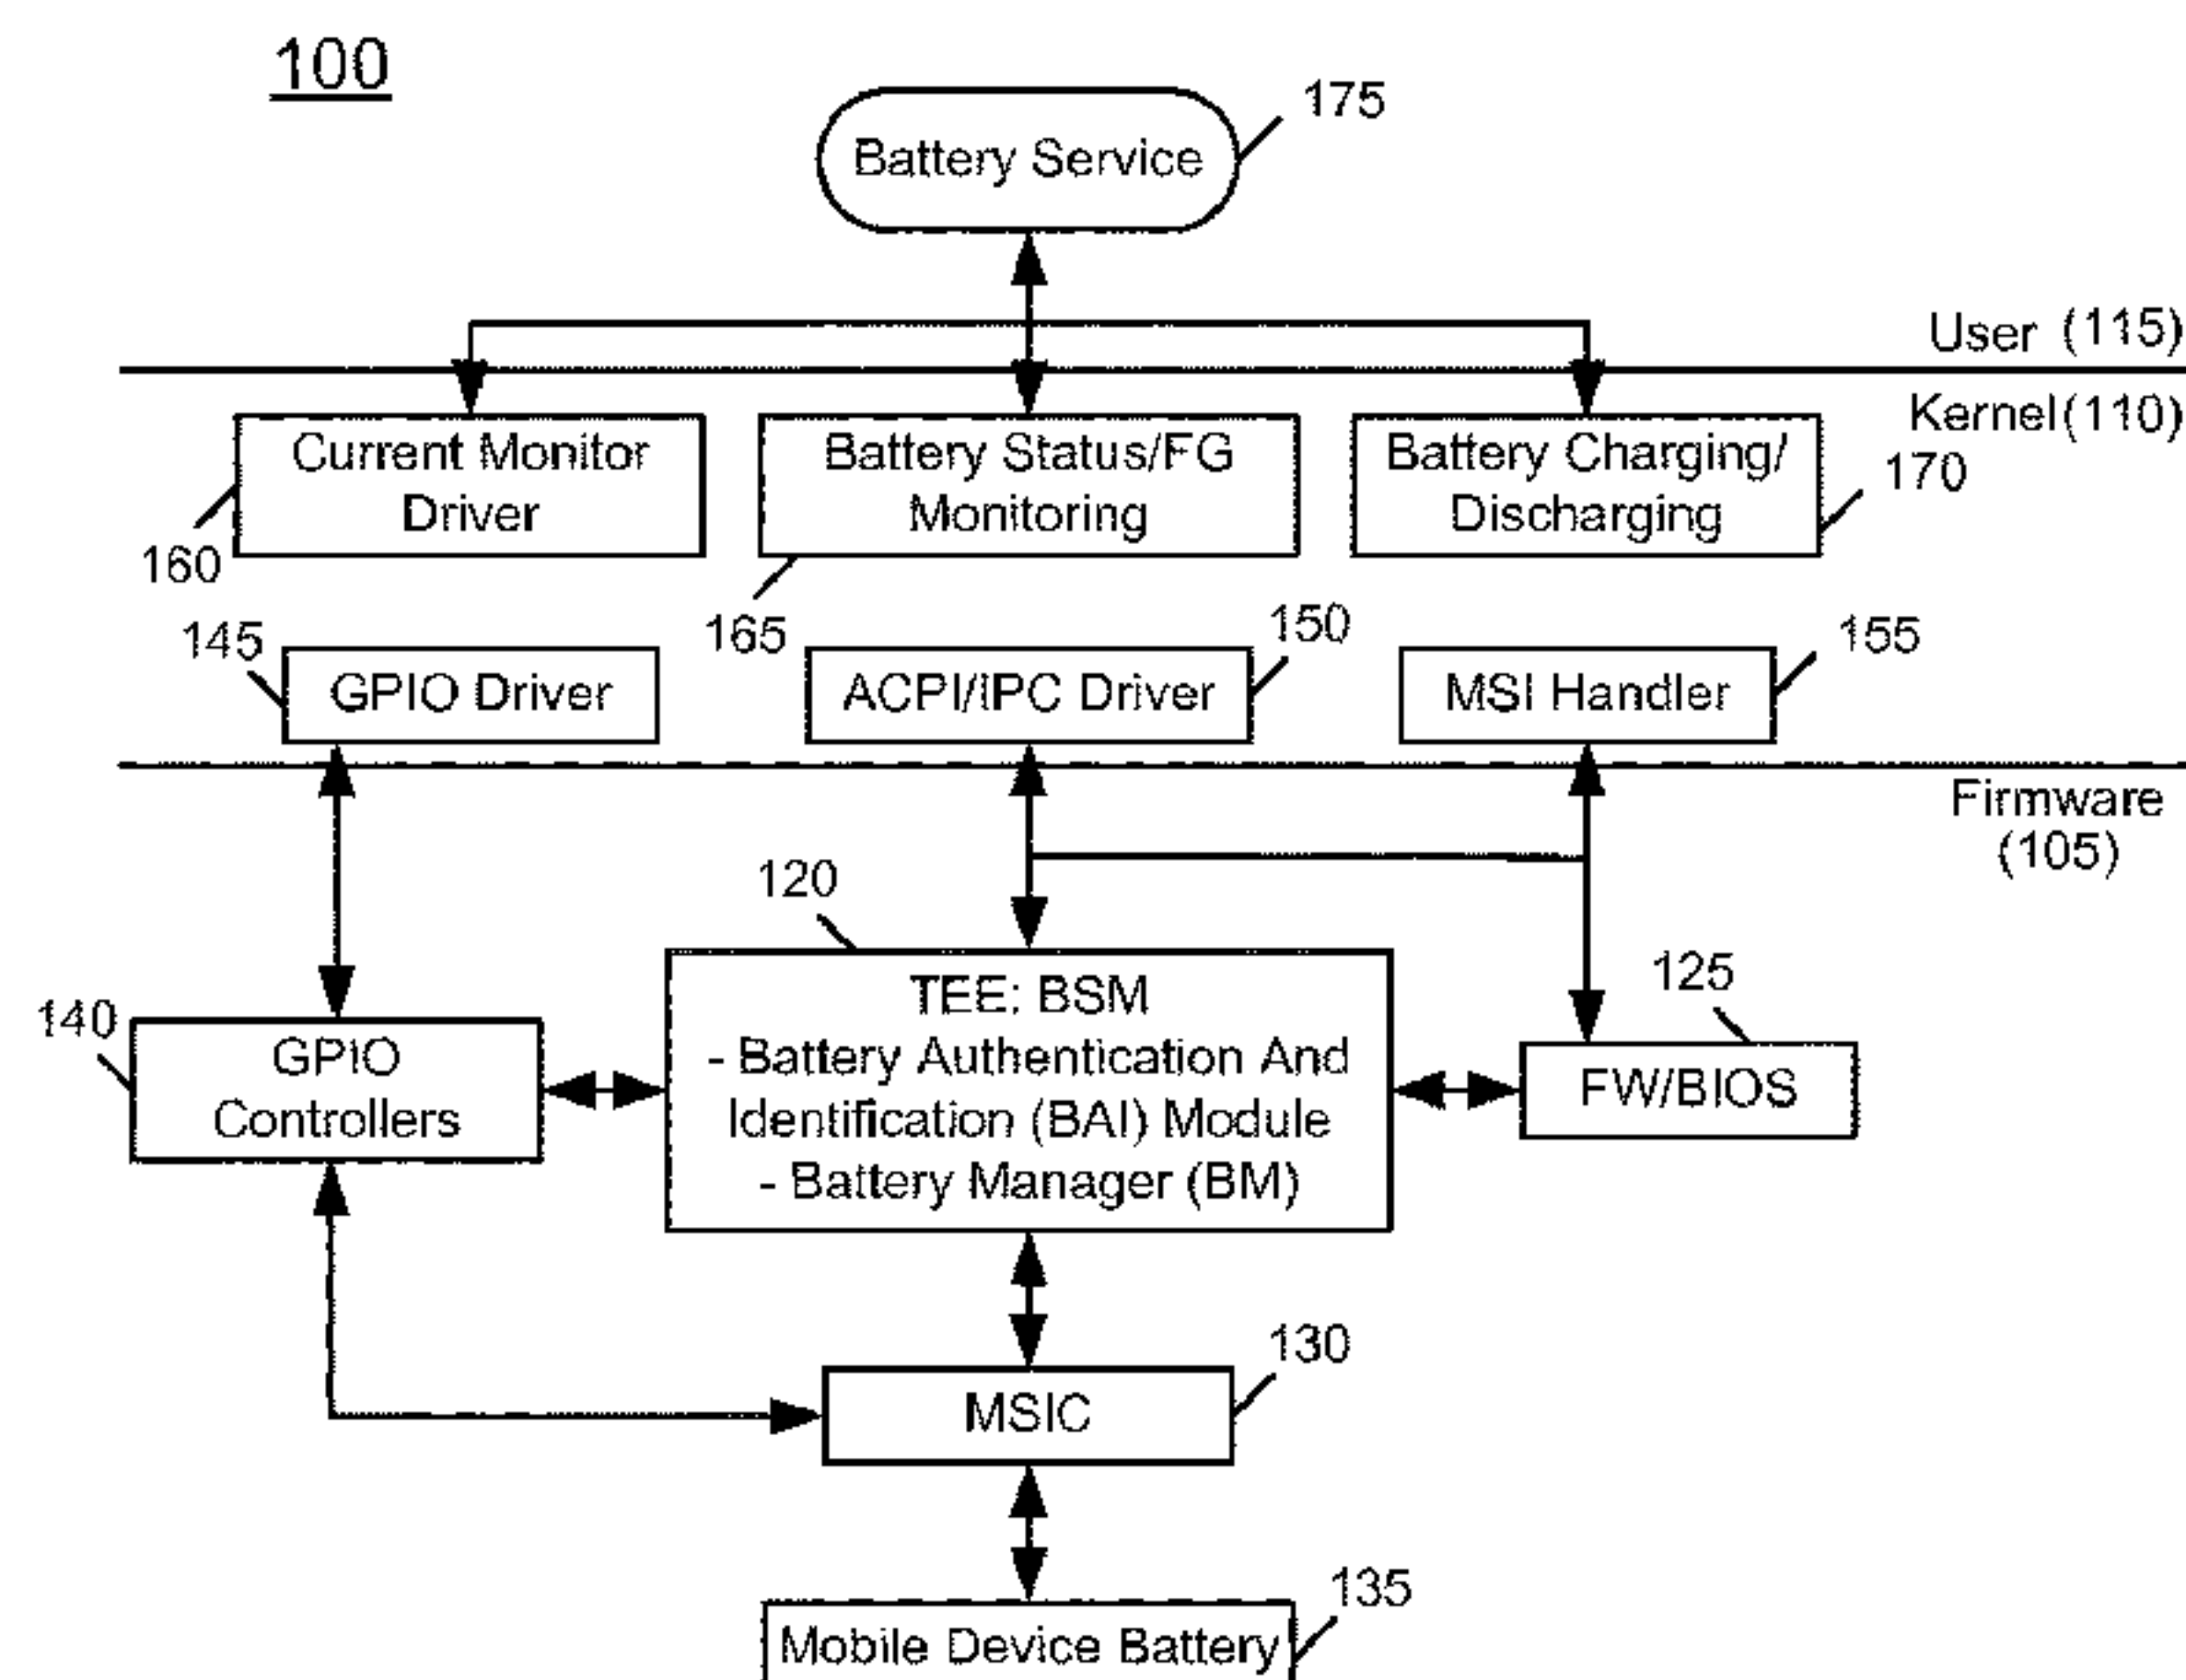 100
175
Battery Service
User (115)
Kernel(110)
Current Monitor
Driver
160
Battery Status/FG
Monitoring
165
Battery Charging/
Discharging
170
145
GPIO Driver
150
ACPI/IPC Driver
155
MSI Handler
Firmware
(105)
120
TEE: BSM
- Battery Authentication And
Identification (BAI) Module
- Battery Manager (BM)
125
FW/BIOS
140
GPIO
Controllers
130
MSIC
135
Mobile Device Battery